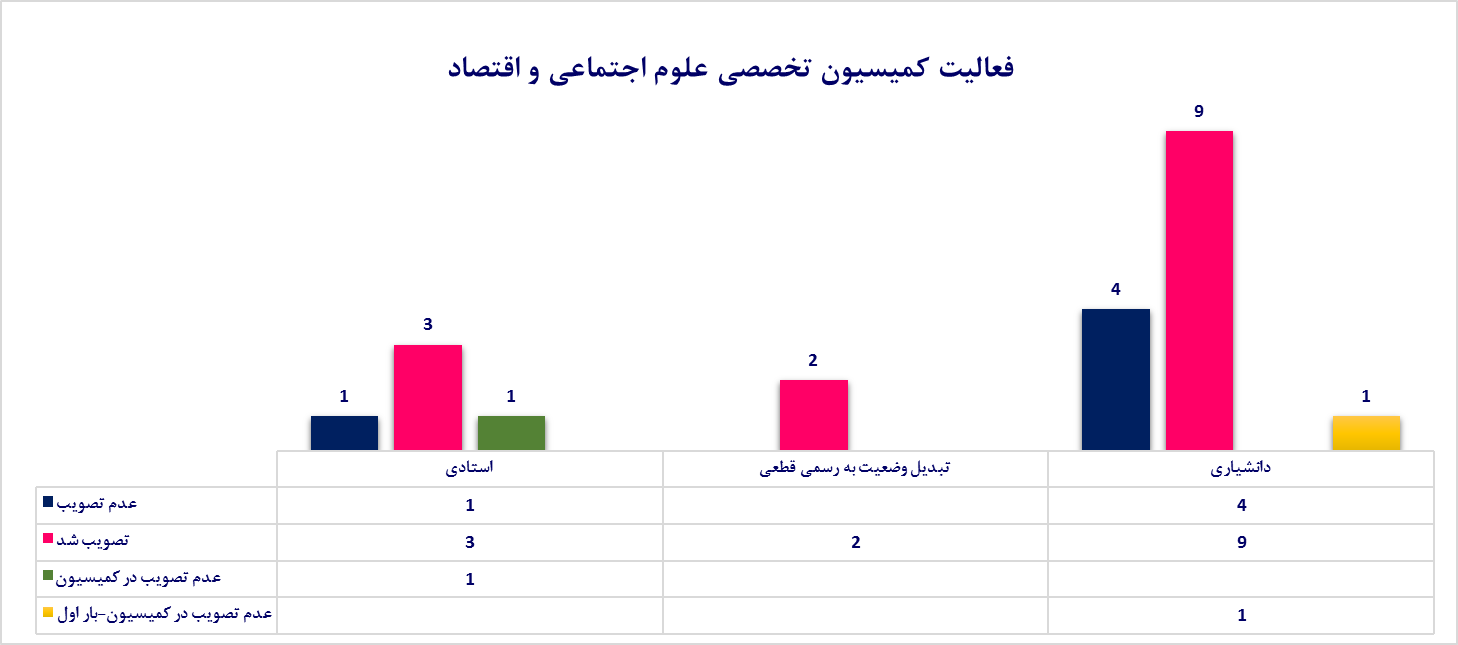 فعالیت کمیسیون تخصصی علوم اجتماعی و اقتصاد
9
4
3
2
1
1
1
استادی تبدیل وضعیت به رسمی قطعی دانشیاری
عدم تصویب 1 4
تصویب شد 3 2 9
عدم تصویب در کمیسیون 1
عدم تصویب در کمیسیون-بار اول 1